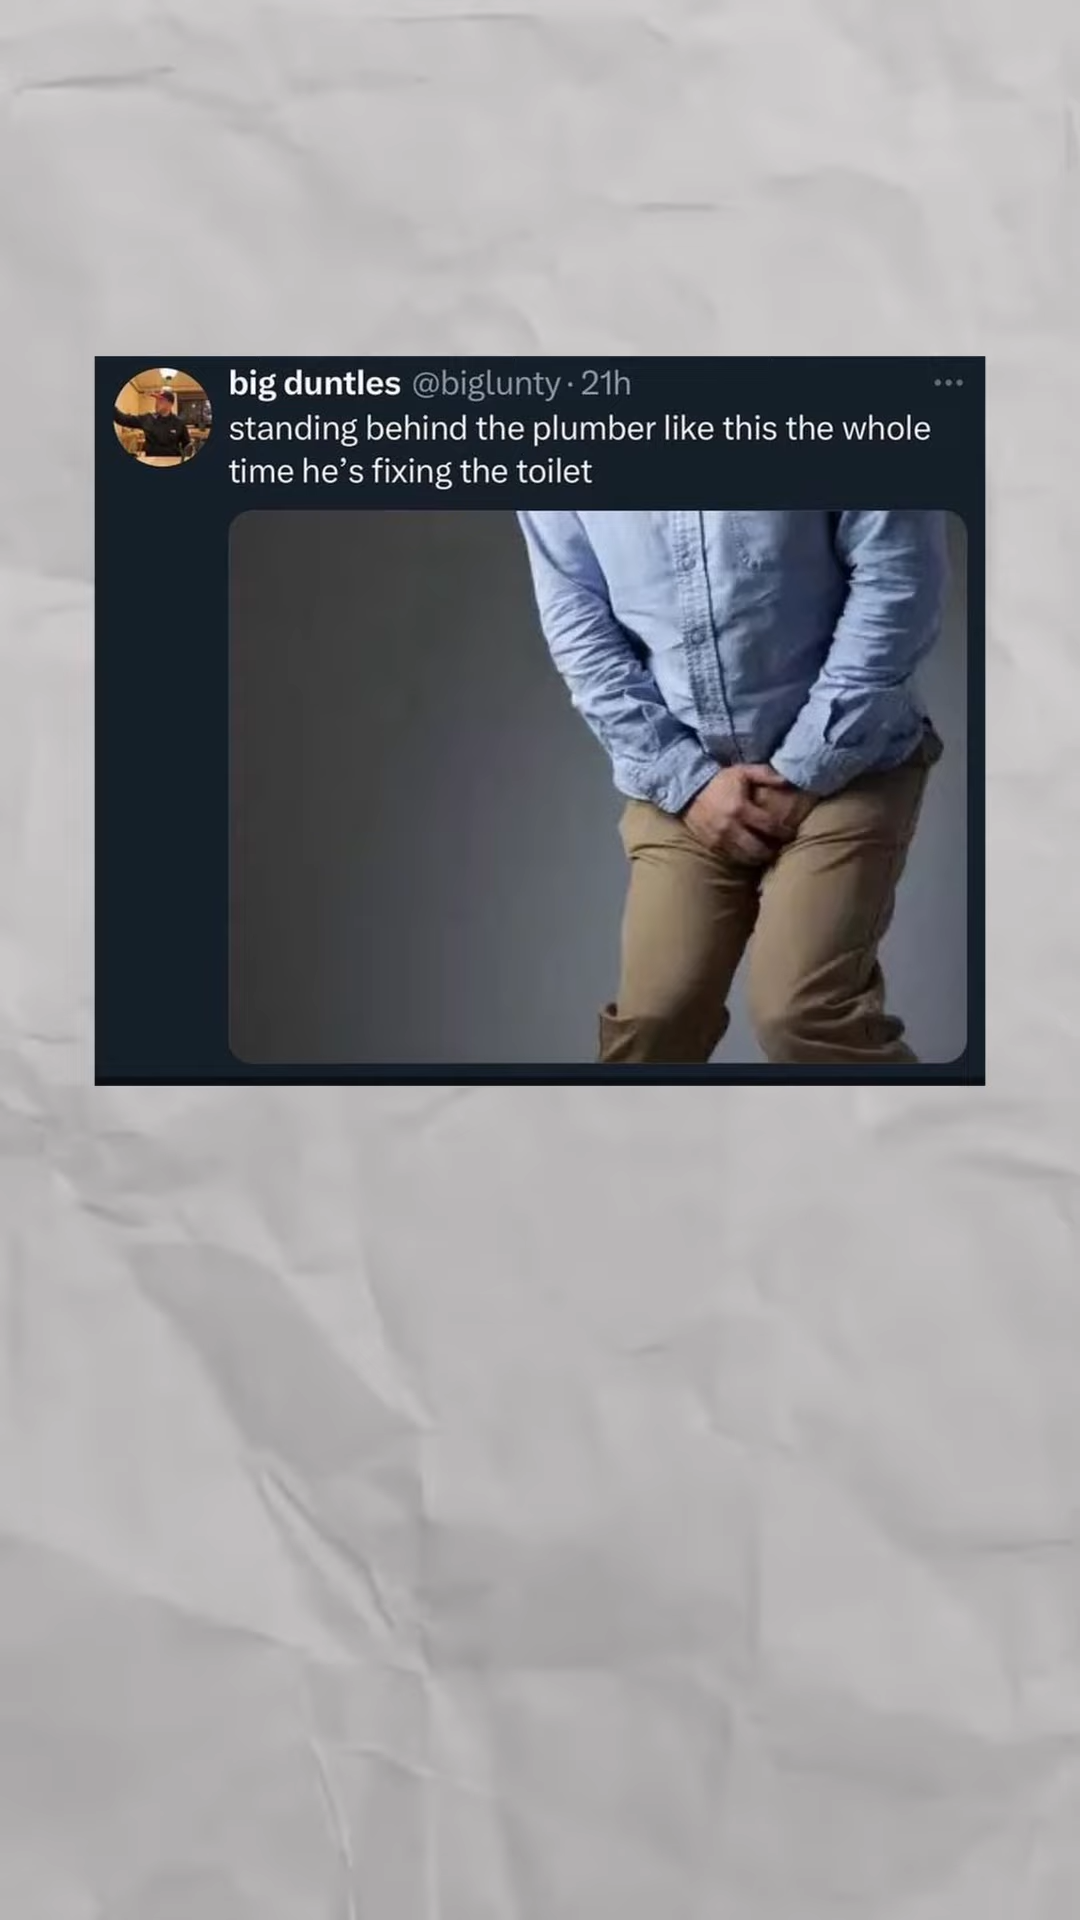 big duntles @biglunty · 21h
standing behind the plumber like this the whole
time he’s fixing the toilet